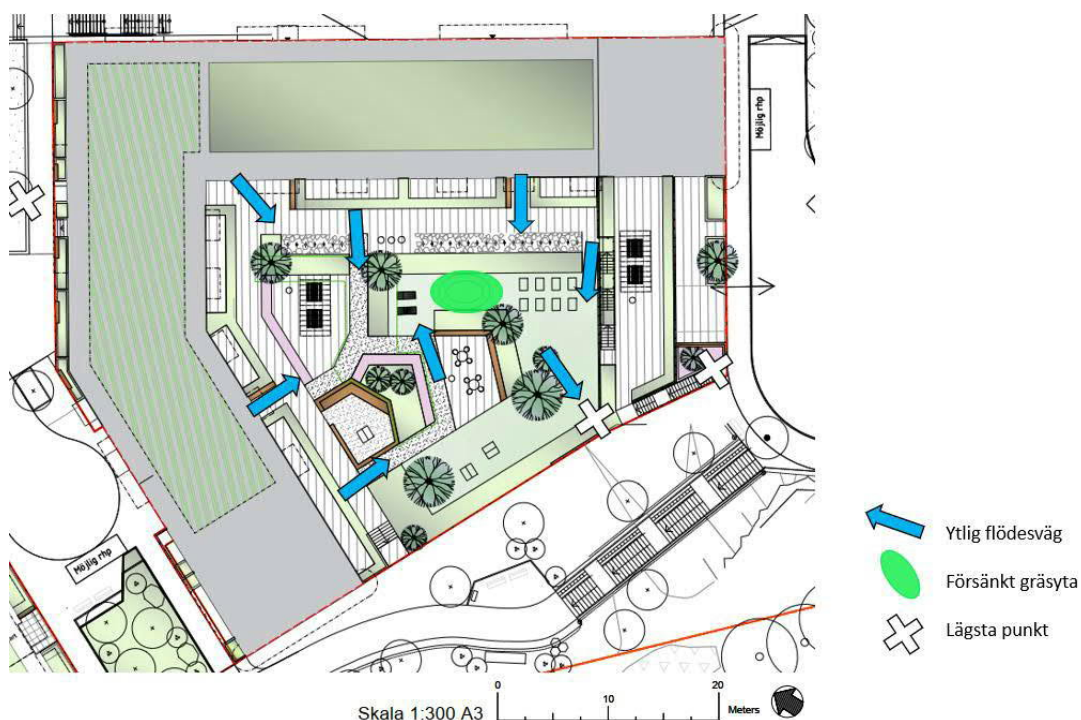 Möjlig rhp
Möjlig rhp
Ytlig flödesväg
Försänkt gräsyta
Lägsta punkt
Skala 1:300 A3
0
10
20
Meters